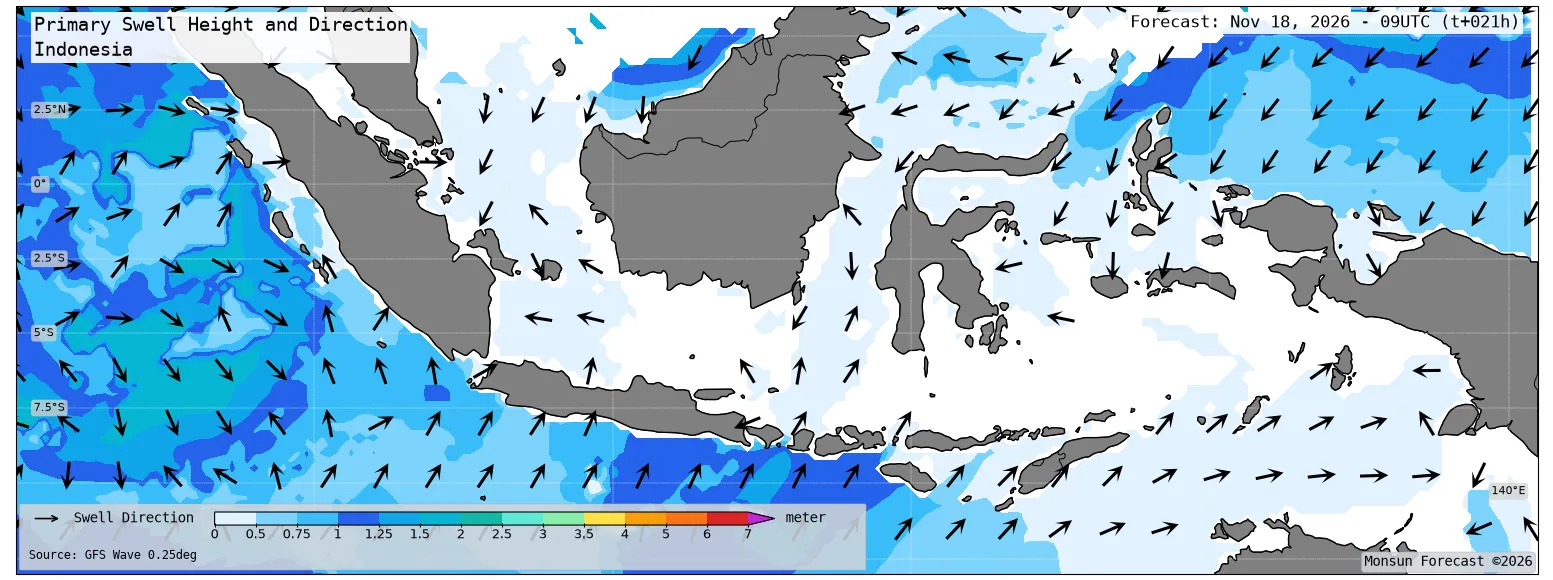 Primary Swell Height and Direction
Indonesia
Forecast: Nov 18, 2026 - 09UTC (t+021h)
2.5°N
0°
2.5°S
5°S
7.5°S
140°E
Swell Direction
meter
0 0.5 0.75 1 1.25 1.5 2 2.5 3 3.5 4 5 6 7
Source: GFS Wave 0.25deg
Monsun Forecast ©2026